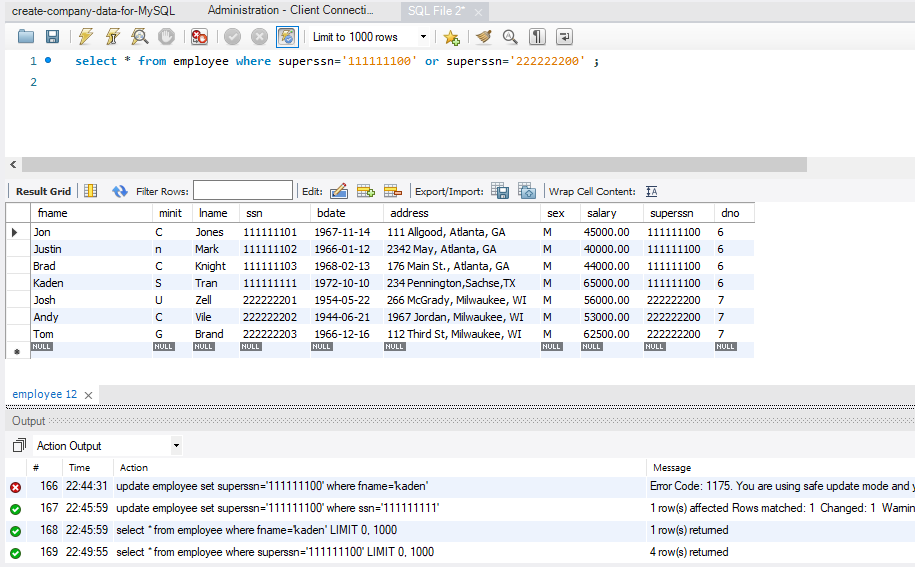 create-company-data-for-MySQL Administration - Client Connecti... SQL File 2*
Limit to 1000 rows
1 select * from employee where superssn='111111100' or superssn='222222200' ;
2
Result Grid Filter Rows: Edit: Export/Import: Wrap Cell Content:
fname minit lname ssn bdate address sex salary superssn dno
Jon C Jones 111111101 1967-11-14 111 Allgood, Atlanta, GA M 45000.00 111111100 6
Justin n Mark 111111102 1966-01-12 2342 May, Atlanta, GA M 40000.00 111111100 6
Brad C Knight 111111103 1968-02-13 176 Main St., Atlanta, GA M 44000.00 111111100 6
Kaden S Tran 111111111 1972-10-10 234 Pennington,Sachse,TX M 65000.00 111111100 6
Josh U Zell 222222201 1954-05-22 266 McGrady, Milwaukee, WI M 56000.00 222222200 7
Andy C Vile 222222202 1944-06-21 1967 Jordan, Milwaukee, WI M 53000.00 222222200 7
Tom G Brand 222222203 1966-12-16 112 Third St, Milwaukee, WI M 62500.00 222222200 7
NULL NULL NULL NULL NULL NULL NULL NULL NULL NULL
employee 12
Output
Action Output
# Time Action Message
166 22:44:31 update employee set superssn='111111100' where fname='kaden' Error Code: 1175. You are using safe update mode and
167 22:45:59 update employee set superssn='111111100' where ssn='111111111' 1 row(s) affected Rows matched: 1 Changed: 1 Warnin
168 22:45:59 select * from employee where fname='kaden' LIMIT 0, 1000 1 row(s) returned
169 22:49:55 select * from employee where superssn='111111100' LIMIT 0, 1000 4 row(s) returned